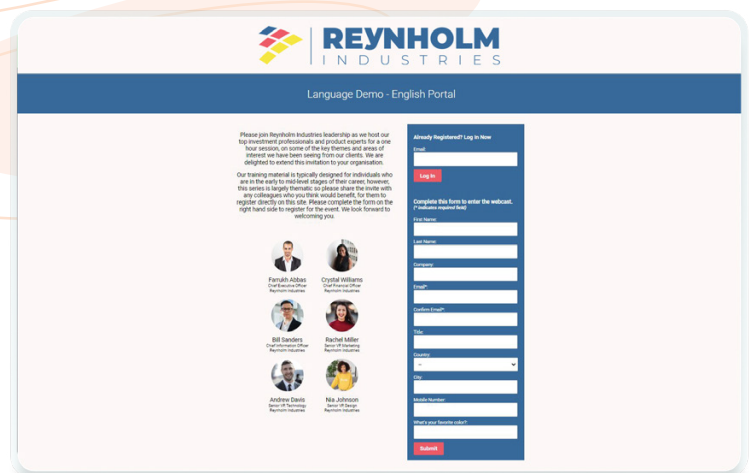 REYNHOLM
INDUSTRIES
Language Demo - English Portal
Please join Reynholm Industries leadership as we host our
top investment professionals and product experts for a one
hour session, on some of the key themes and areas of
interest we have been seeing from our clients. We are
delighted to extend this invitation to your organisation.
Our training material is typically designed for individuals who
are in the early to mid-level stages of their career, however,
this series is largely thematic so please share the invite with
any colleagues who you think would benefit, for them to
register directly on this site. Please complete the form on the
right hand side to register for the event. We look forward to
welcoming you.
Farrukh Abbas
Chief Executive Officer
Reynholm Industries
Crystal Williams
Chief Financial Officer
Reynholm Industries
Bill Sanders
Chief Information Officer
Reynholm Industries
Rachel Miller
Senior VP, Marketing
Reynholm Industries
Andrew Davis
Senior VP, Technology
Reynholm Industries
Nia Johnson
Senior VP, Design
Reynholm Industries
Already Registered? Log In Now
Email:
Log In
Complete this form to enter the webcast.
(* indicates required field)
First Name:
Last Name:
Company:
Email*:
Confirm Email*:
Title:
Country:
City:
Mobile Number:
What's your favorite color?
Submit